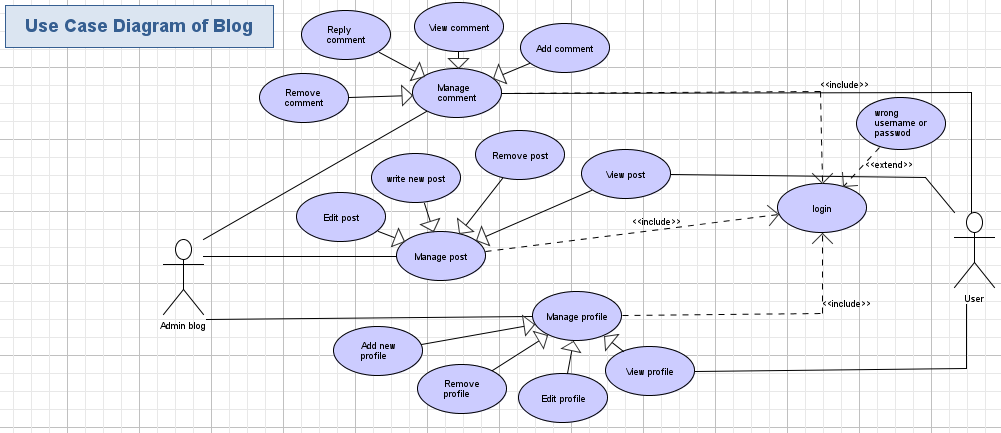 Use Case Diagram of Blog
Reply
comment
View comment
Add comment
Remove
comment
Manage
comment
<<include>>
wrong
username or
passwod
<<extend>>
Remove post
write new post
View post
Edit post
<<include>>
login
Manage post
Admin blog
User
<<include>>
Manage profile
Add new
profile
Remove
profile
Edit profile
View profile